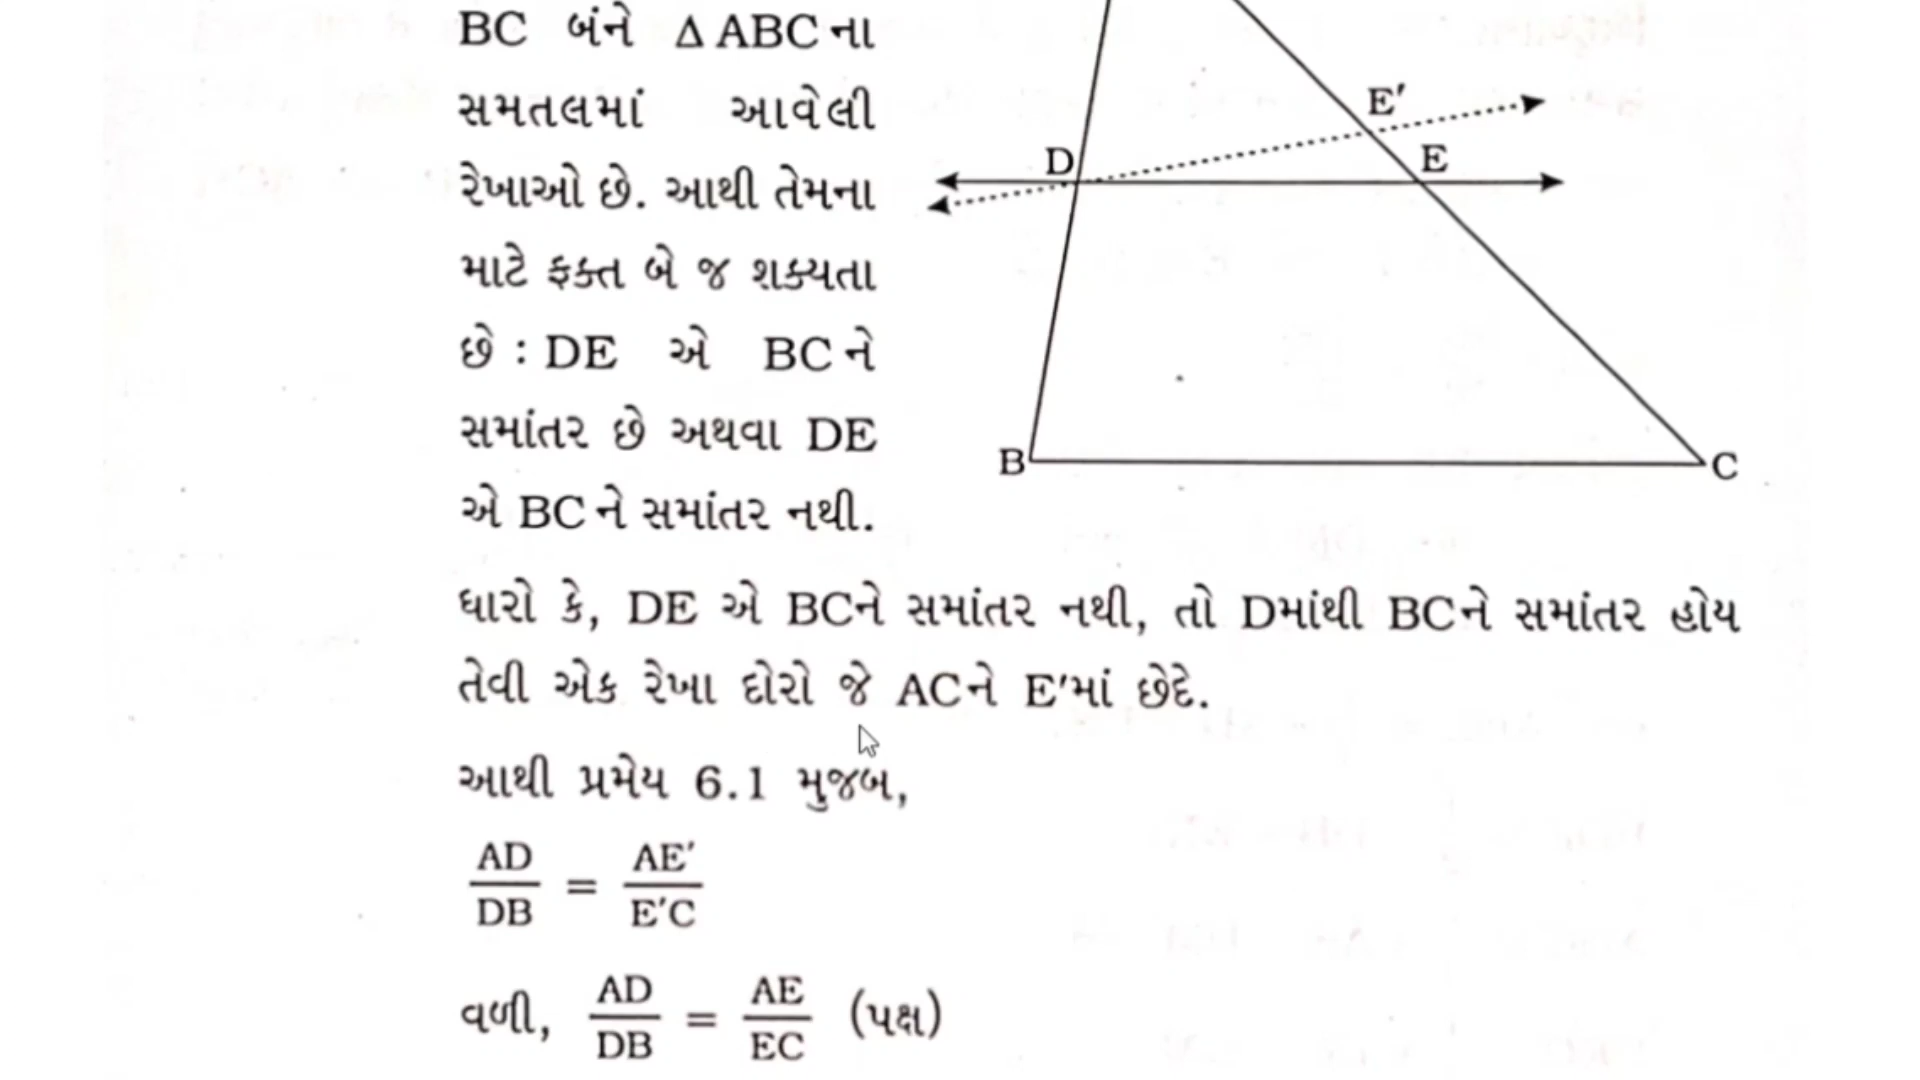 BC બંને Δ ABC ના
સમતલમાં આવેલી
રેખાઓ છે. આથી તેમના
માટે ફક્ત બે જ શક્યતા
છે : DE એ BC ને
સમાંતર છે અથવા DE
એ BC ને સમાંતર નથી.
E′
D
E
B
C
ધારો કે, DE એ BCને સમાંતર નથી, તો Dમાંથી BCને સમાંતર હોય
તેવી એક રેખા દોરો જે ACને E′માં છેદે.
આથી પ્રમેય 6.1 મુજબ,
AD/DB = AE′/E′C
વળી, AD/DB = AE/EC (પક્ષ)